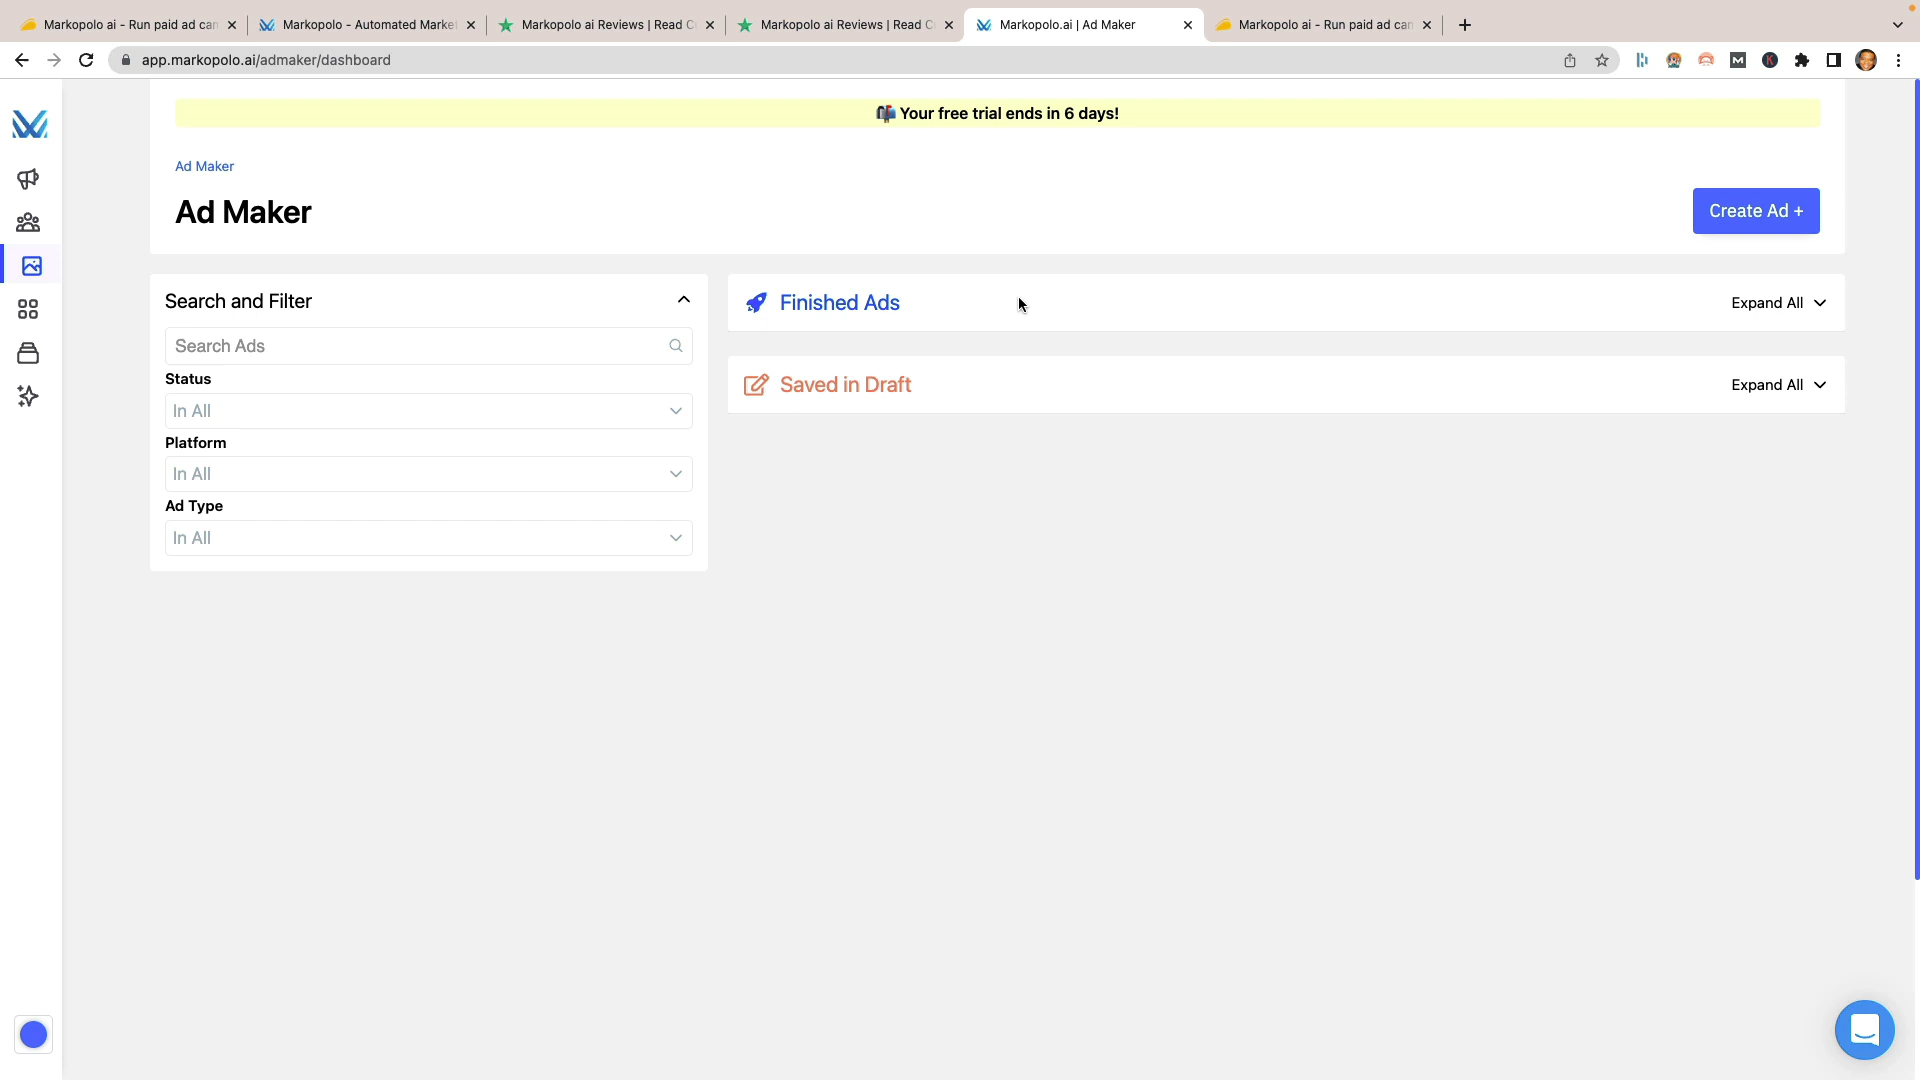 Markopolo ai - Run paid ad can
Markopolo - Automated Market
Markopolo ai Reviews | Read C
Markopolo ai Reviews | Read C
Markopolo.ai | Ad Maker
Markopolo ai - Run paid ad can
app.markopolo.ai/admaker/dashboard
Your free trial ends in 6 days!
Ad Maker
Ad Maker
Create Ad +
Search and Filter
Search Ads
Status
In All
Platform
In All
Ad Type
In All
Finished Ads
Expand All
Saved in Draft
Expand All